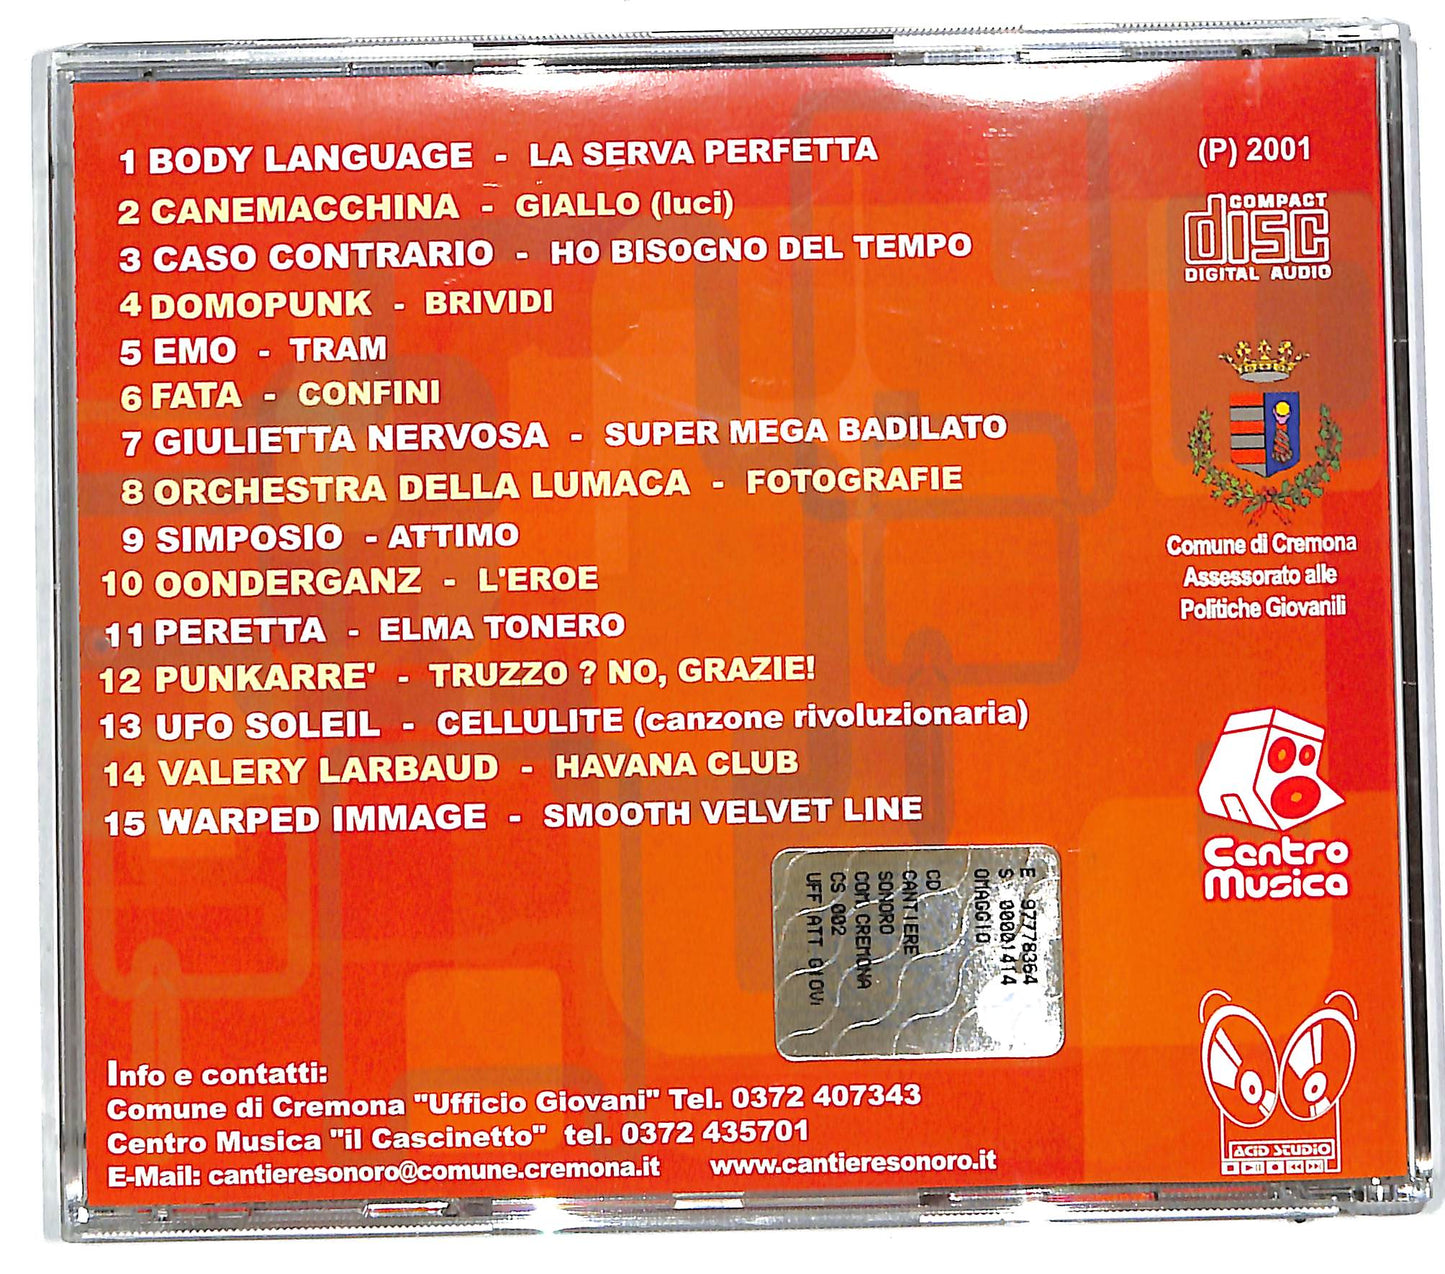 1 BODY LANGUAGE - LA SERVA PERFETTA
2 CANEMACCHINA - GIALLO (luci)
3 CASO CONTRARIO - HO BISOGNO DEL TEMPO
4 DOMOPUNK - BRIVIDI
5 EMO - TRAM
6 FATA - CONFINI
7 GIULIETTA NERVOSA - SUPER MEGA BADILATO
8 ORCHESTRA DELLA LUMACA - FOTOGRAFIE
9 SIMPOSIO - ATTIMO
10 OONDERGANZ - L'EROE
11 PERETTA - ELMA TONERO
12 PUNKARRE' - TRUZZO ? NO, GRAZIE!
13 UFO SOLEIL - CELLULITE (canzone rivoluzionaria)
14 VALERY LARBAUD - HAVANA CLUB
15 WARPED IMMAGE - SMOOTH VELVET LINE
(P) 2001
COMPACT
disc
DIGITAL AUDIO
Comune di Cremona
Assessorato alle
Politiche Giovanili
Centro
Musica
E 97778364
S 00001414
OMAGGIO
CD
CANTIERE
SONORO
COM.CREMONA
CS 002
UFF ATT GIOVI
ACID STUDIO
Info e contatti:
Comune di Cremona "Ufficio Giovani" Tel. 0372 407343
Centro Musica "il Cascinetto" tel. 0372 435701
E-Mail: cantieresonoro@comune.cremona.it www.cantieresonoro.it